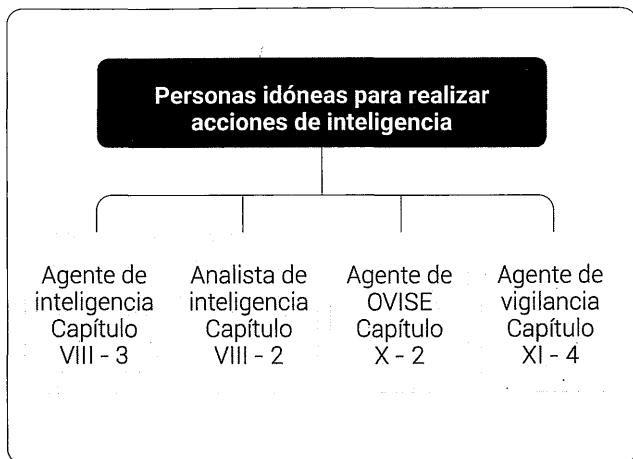 Personas idóneas para realizar
acciones de inteligencia
Agente de
inteligencia
Capítulo
VIII - 3
Analista de
inteligencia
Capítulo
VIII - 2
Agente de
OVISE
Capítulo
X - 2
Agente de
vigilancia
Capítulo
XI - 4